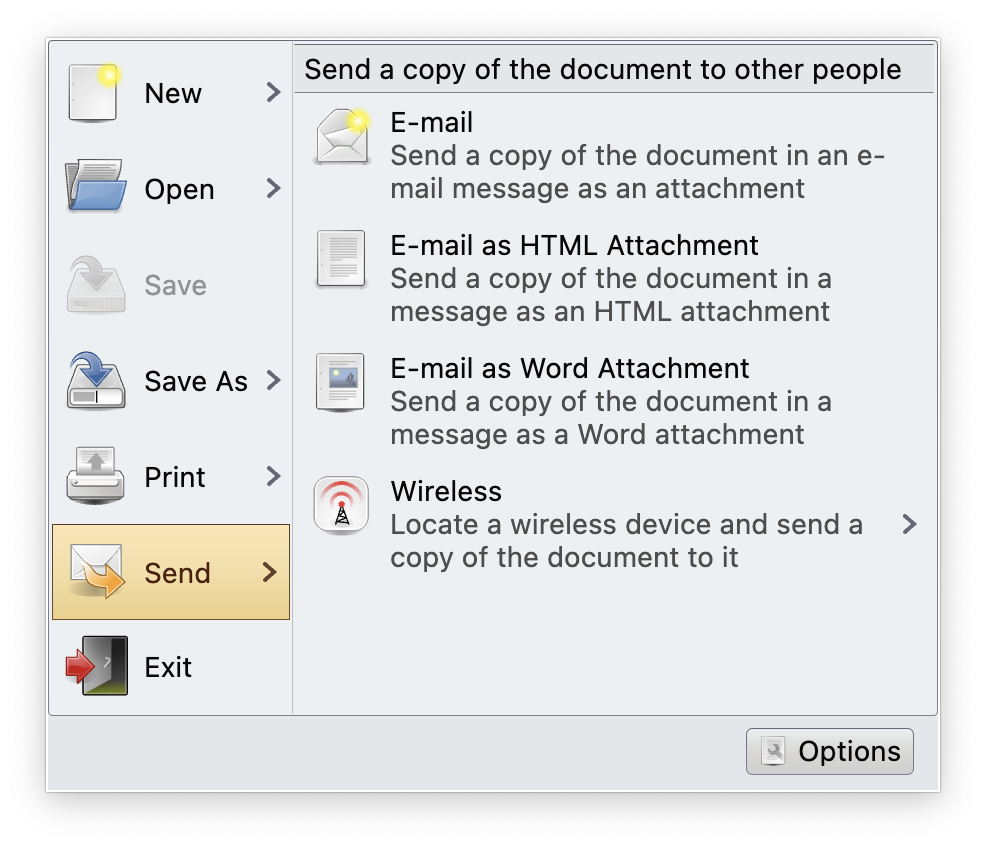 New
Open
Save
Save As
Print
Send
Exit
Send a copy of the document to other people
E-mail
Send a copy of the document in an e-
mail message as an attachment
E-mail as HTML Attachment
Send a copy of the document in a
message as an HTML attachment
E-mail as Word Attachment
Send a copy of the document in a
message as a Word attachment
Wireless
Locate a wireless device and send a
copy of the document to it
Options